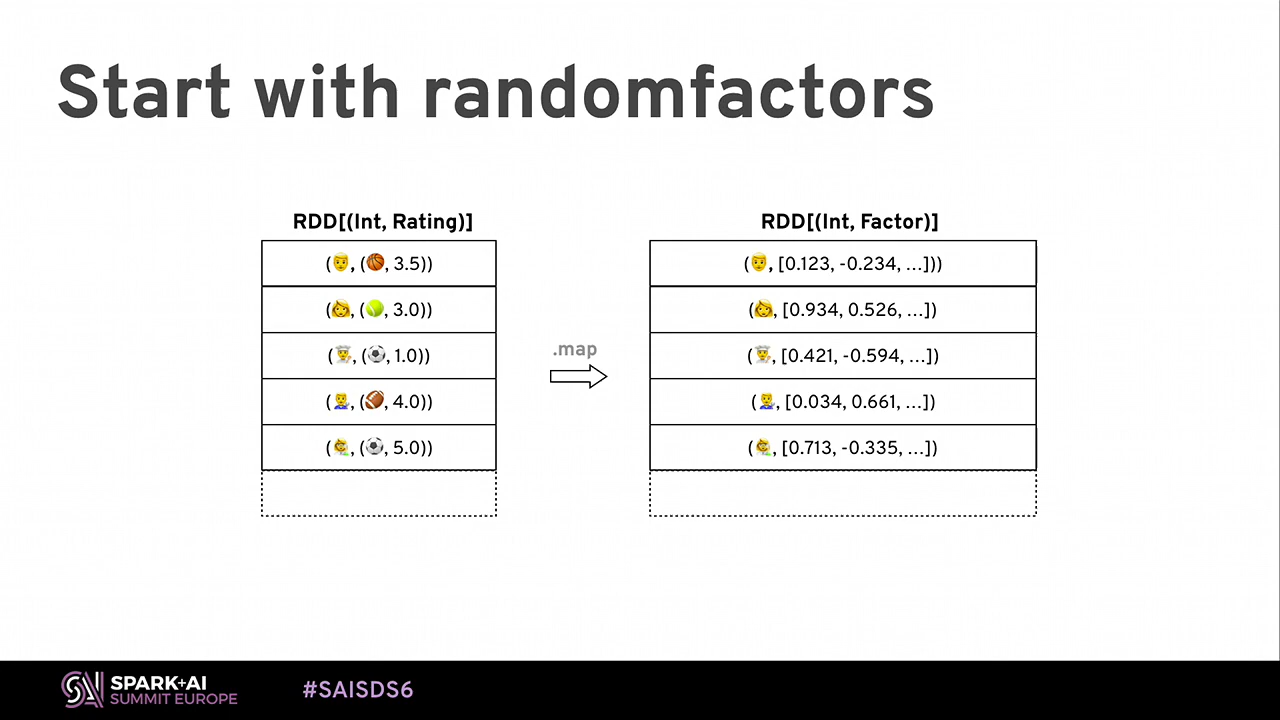 Start with randomfactors
RDD[(Int, Rating)]
(👨, (🏀, 3.5))
(👩, (🎾, 3.0))
(👨‍🍳, (⚽, 1.0))
(👨‍🎨, (🏈, 4.0))
(🧝, (⚽, 5.0))
.map
RDD[(Int, Factor)]
(👨, [0.123, -0.234, …]))
(👩, [0.934, 0.526, …])
(👨‍🍳, [0.421, -0.594, …])
(👨‍🎨, [0.034, 0.661, …])
(🧝, [0.713, -0.335, …])
SPARK+AI
SUMMIT EUROPE
#SAISDS6